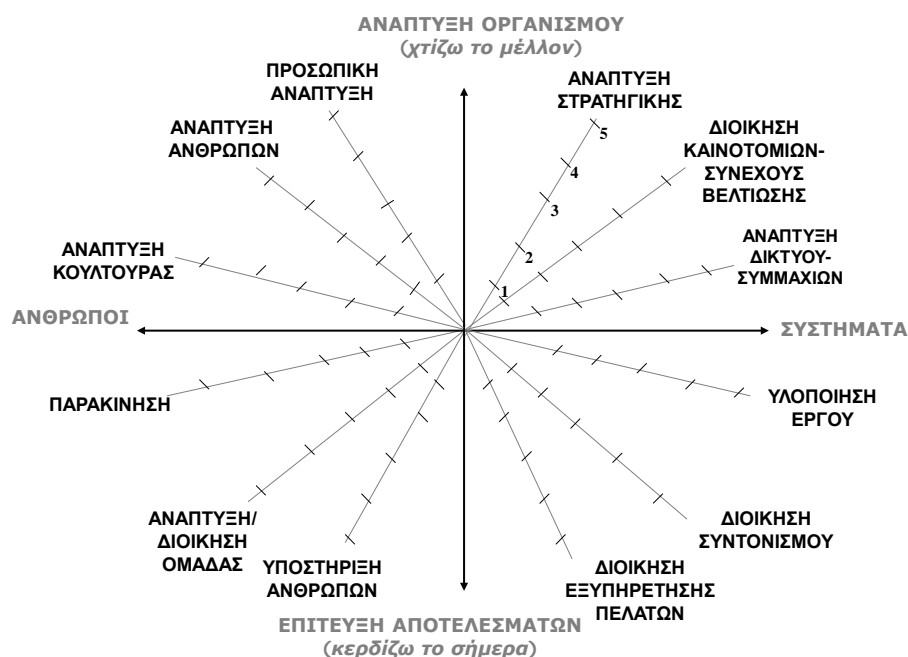 ΑΝΑΠΤΥΞΗ ΟΡΓΑΝΙΣΜΟΥ
(χτίζω το μέλλον)
ΠΡΟΣΩΠΙΚΗ
ΑΝΑΠΤΥΞΗ
ΑΝΑΠΤΥΞΗ
ΣΤΡΑΤΗΓΙΚΗΣ
ΑΝΑΠΤΥΞΗ
ΑΝΘΡΩΠΩΝ
ΔΙΟΙΚΗΣΗ
ΚΑΙΝΟΤΟΜΙΩΝ-
ΣΥΝΕΧΟΥΣ
ΒΕΛΤΙΩΣΗΣ
5
4
3
2
1
ΑΝΑΠΤΥΞΗ
ΚΟΥΛΤΟΥΡΑΣ
ΑΝΑΠΤΥΞΗ
ΔΙΚΤΥΟΥ-
ΣΥΜΜΑΧΙΩΝ
ΑΝΘΡΩΠΟΙ
ΣΥΣΤΗΜΑΤΑ
ΠΑΡΑΚΙΝΗΣΗ
ΥΛΟΠΟΙΗΣΗ
ΕΡΓΟΥ
ΑΝΑΠΤΥΞΗ/
ΔΙΟΙΚΗΣΗ
ΟΜΑΔΑΣ
ΥΠΟΣΤΗΡΙΞΗ
ΑΝΘΡΩΠΩΝ
ΔΙΟΙΚΗΣΗ
ΕΞΥΠΗΡΕΤΗΣΗΣ
ΠΕΛΑΤΩΝ
ΔΙΟΙΚΗΣΗ
ΣΥΝΤΟΝΙΣΜΟΥ
ΕΠΙΤΕΥΞΗ ΑΠΟΤΕΛΕΣΜΑΤΩΝ
(κερδίζω το σήμερα)